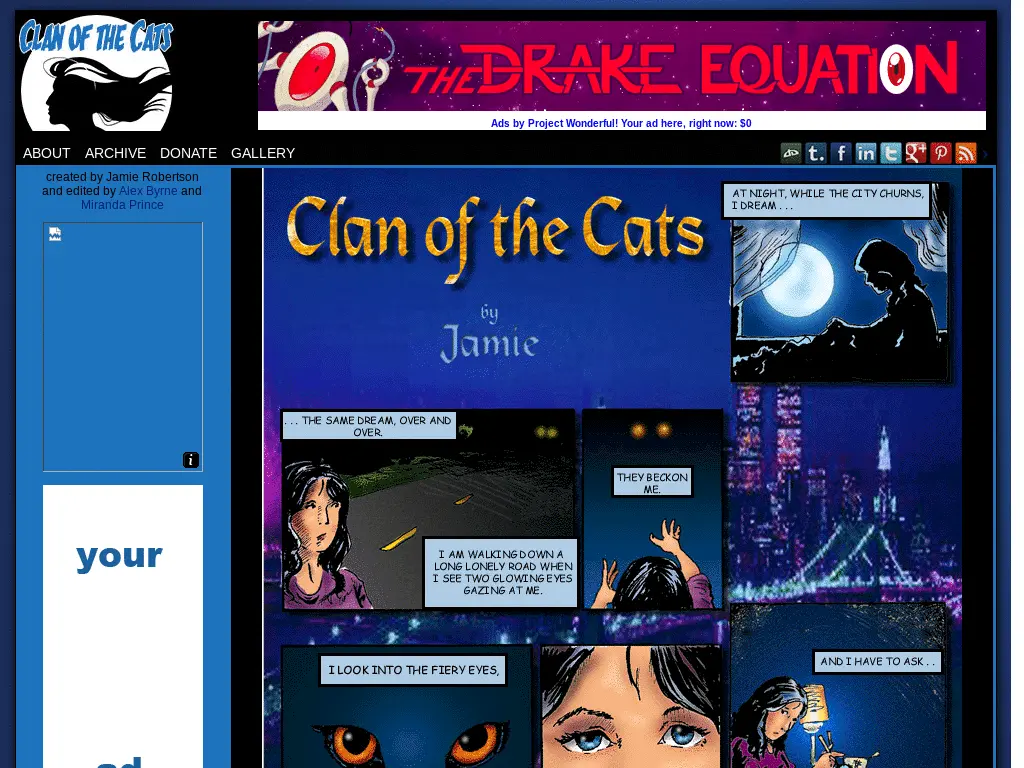 CLAN OF THE CATS
THE DRAKE EQUATION
Ads by Project Wonderful! Your ad here, right now: $0
ABOUT ARCHIVE DONATE GALLERY
created by Jamie Robertson
and edited by Alex Byrne and
Miranda Prince
your
ad
Clan of the Cats
by
Jamie
AT NIGHT, WHILE THE CITY CHURNS,
I DREAM . . .
. . . THE SAME DREAM, OVER AND
OVER.
I AM WALKING DOWN A
LONG LONELY ROAD WHEN
I SEE TWO GLOWING EYES
GAZING AT ME.
THEY BECKON
ME.
I LOOK INTO THE FIERY EYES,
AND I HAVE TO ASK . .